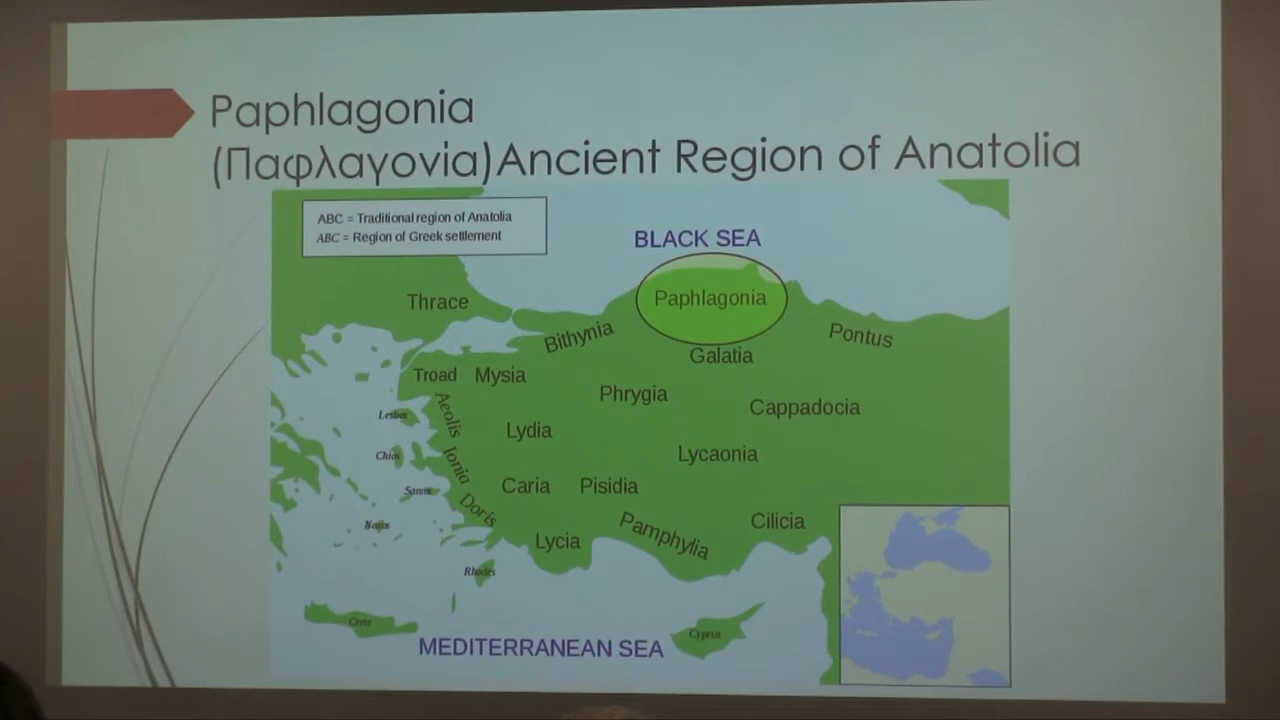 Paphlagonia
(Παφλαγονία)Ancient Region of Anatolia
ABC = Traditional region of Anatolia
ABC = Region of Greek settlement
BLACK SEA
Thrace
Paphlagonia
Bithynia
Pontus
Galatia
Troad
Mysia
Phrygia
Cappadocia
Aeolis
Lesbos
Lydia
Ionia
Chios
Lycaonia
Samos
Caria
Pisidia
Doris
Naxos
Pamphylia
Cilicia
Lycia
Rhodes
Crete
Cyprus
MEDITERRANEAN SEA